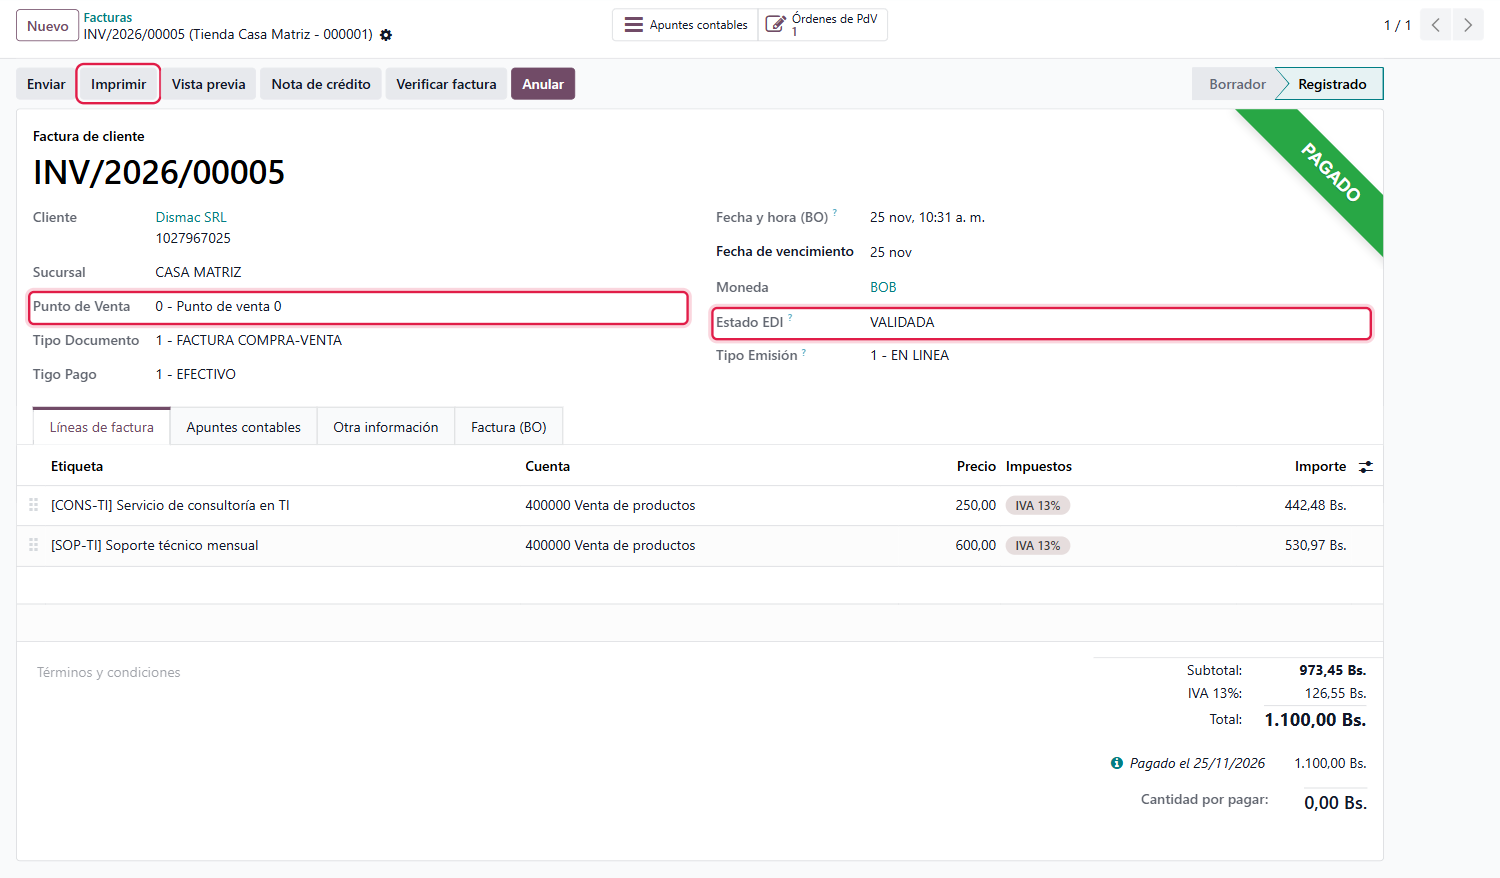 Nuevo
Facturas
INV/2026/00005 (Tienda Casa Matriz - 000001)
Apuntes contables
Órdenes de PdV
1
1 / 1
Enviar
Imprimir
Vista previa
Nota de crédito
Verificar factura
Anular
Borrador
Registrado
PAGADO
Factura de cliente
INV/2026/00005
Cliente
Dismac SRL
1027967025
Sucursal
CASA MATRIZ
Punto de Venta
0 - Punto de venta 0
Tipo Documento
1 - FACTURA COMPRA-VENTA
Tigo Pago
1 - EFECTIVO
Fecha y hora (BO) ?
25 nov, 10:31 a. m.
Fecha de vencimiento
25 nov
Moneda
BOB
Estado EDI ?
VALIDADA
Tipo Emisión ?
1 - EN LINEA
Líneas de factura
Apuntes contables
Otra información
Factura (BO)
Etiqueta Cuenta Precio Impuestos Importe
[CONS-TI] Servicio de consultoría en TI 400000 Venta de productos 250,00 IVA 13% 442,48 Bs.
[SOP-TI] Soporte técnico mensual 400000 Venta de productos 600,00 IVA 13% 530,97 Bs.
Términos y condiciones
Subtotal: 973,45 Bs.
IVA 13%: 126,55 Bs.
Total: 1.100,00 Bs.
Pagado el 25/11/2026 1.100,00 Bs.
Cantidad por pagar: 0,00 Bs.